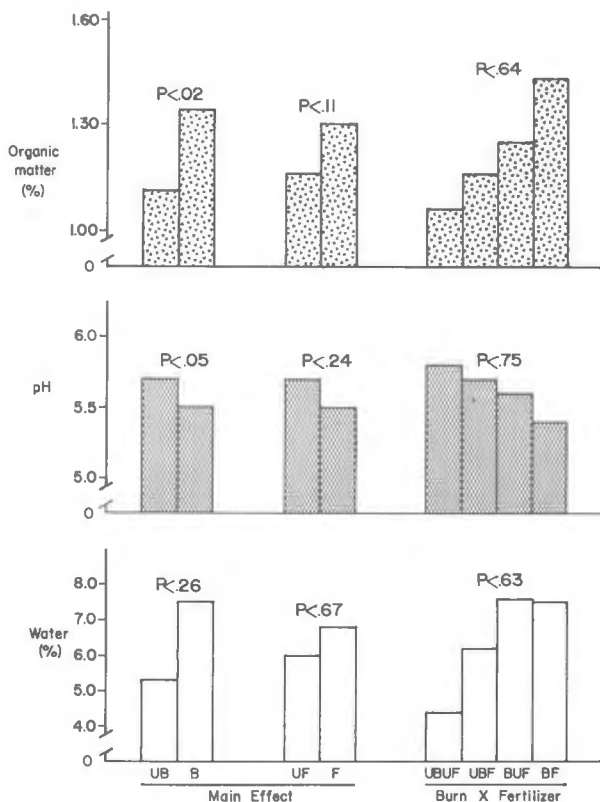 1.60
P<.02
P<.11
P<.64
1.30
Organic
matter
(%)
1.00
0
6.0
P<.05
P<.24
P<.75
pH
5.5
5.0
0
8.0
P<.26
P<.67
P<.63
7.0
Water
(%)
6.0
5.0
4.0
0
UB B UF F UBUF UBF BUF BF
Main Effect Burn X Fertilizer